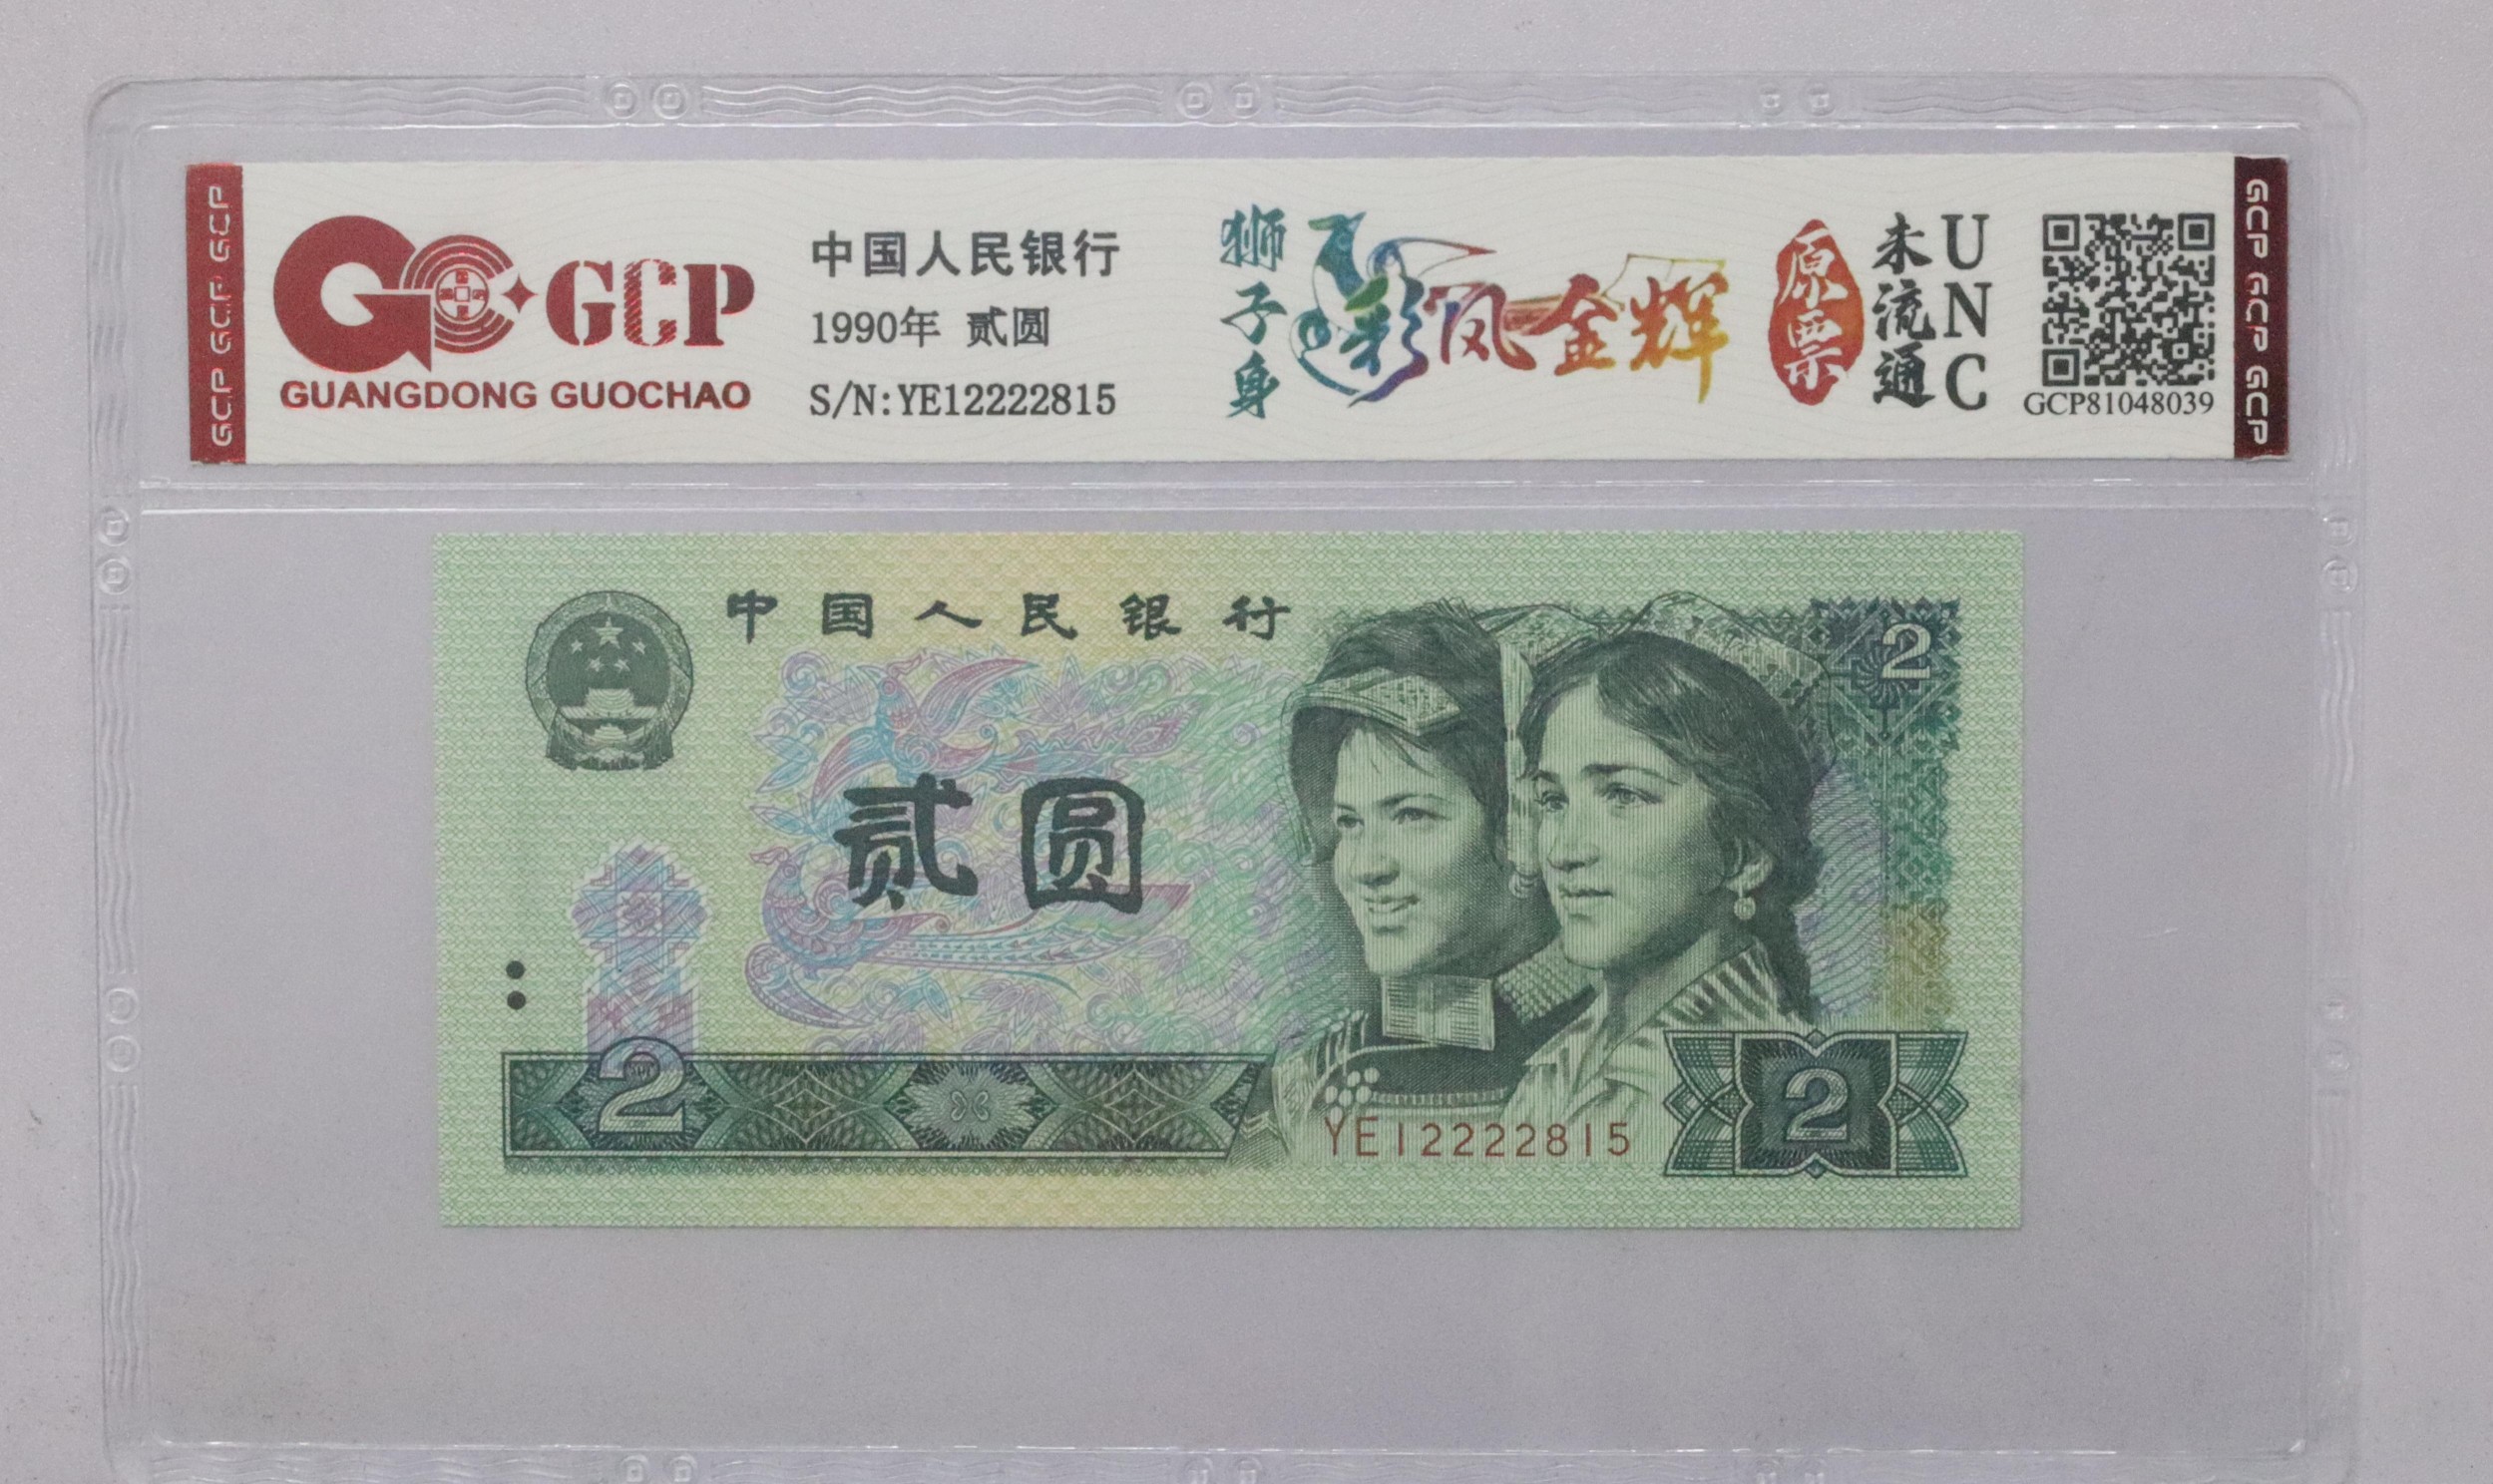 GCP GCP GCP
GCP
GUANGDONG GUOCHAO
中国人民银行
1990年 贰圆
S/N:YE12222815
狮子身
彩凤金辉
原票
未流通
UNC
GCP81048039
GCP GCP GCP
中国人民银行
2
贰圆
2
YE12222815
2